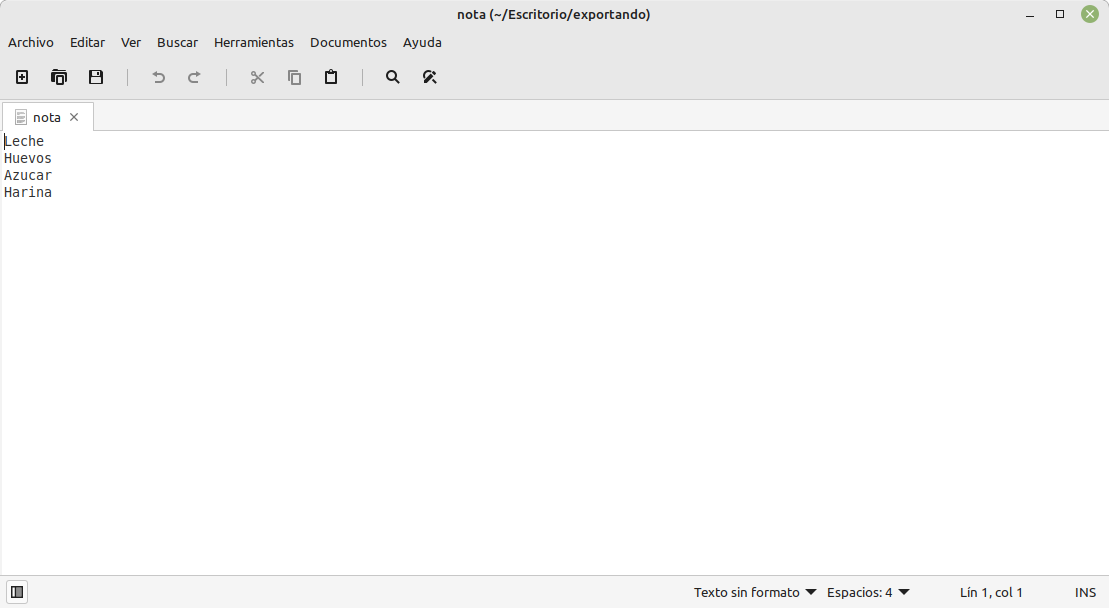 nota (~/Escritorio/exportando)
Archivo Editar Ver Buscar Herramientas Documentos Ayuda
nota
Leche
Huevos
Azucar
Harina
Texto sin formato Espacios: 4 Lín 1, col 1 INS